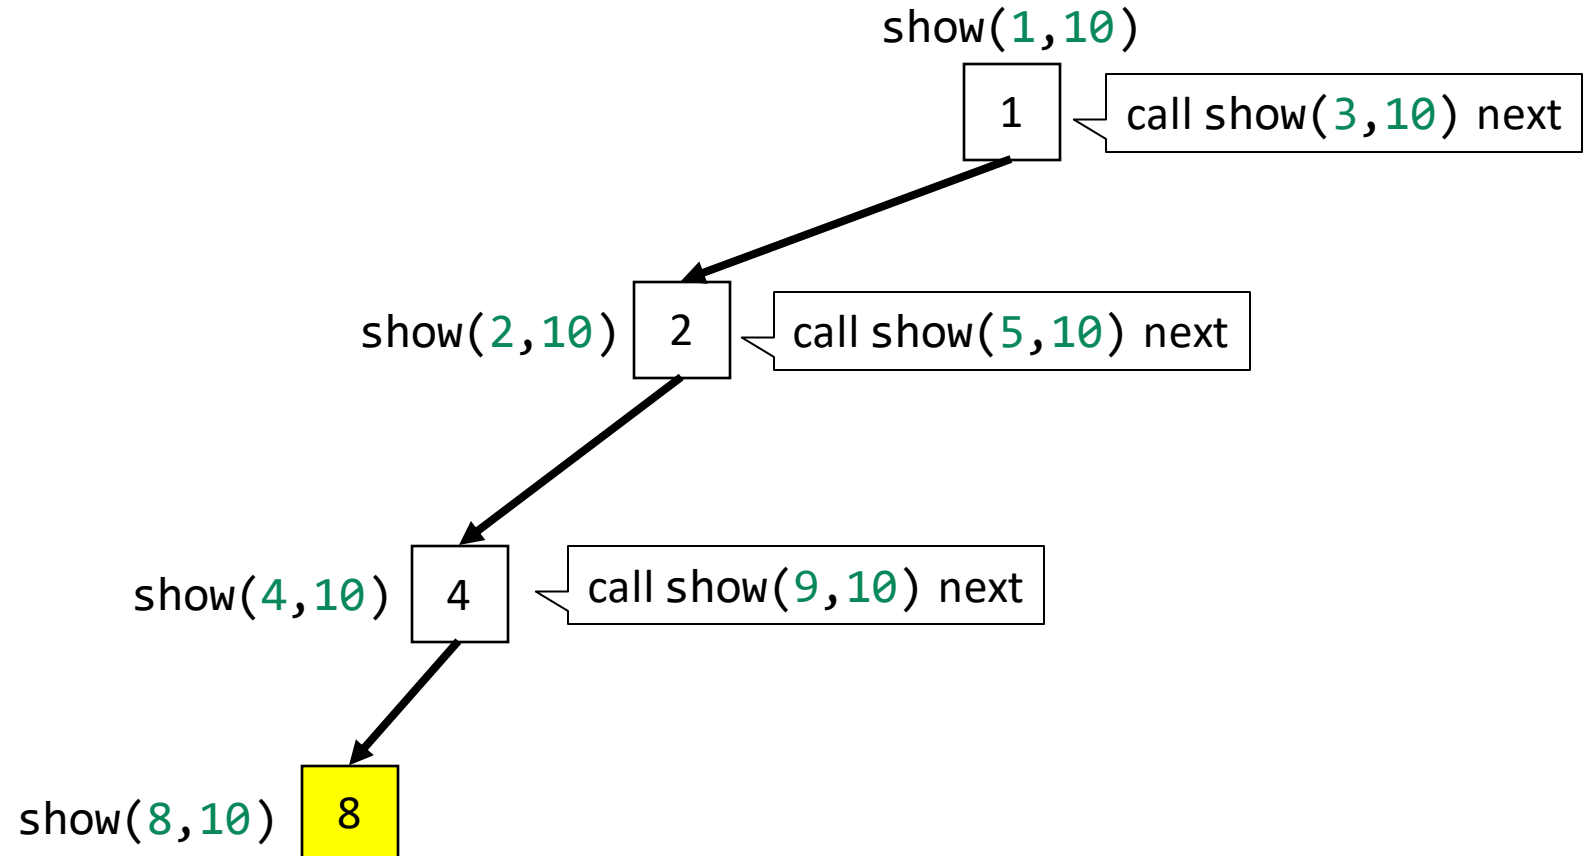 show(1,10)
1
call show(3,10) next
show(2,10)
2
call show(5,10) next
show(4,10)
4
call show(9,10) next
show(8,10)
8